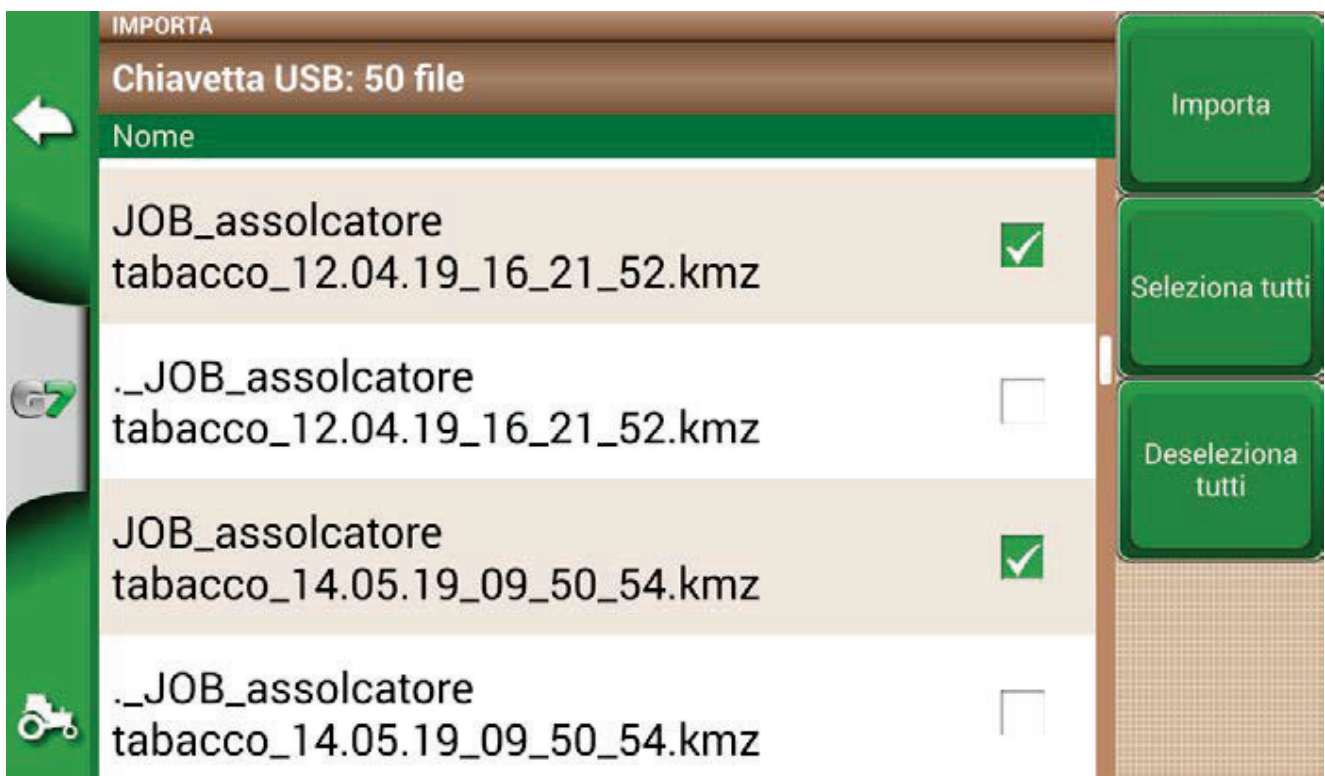 IMPORTA
Chiavetta USB: 50 file
Nome
JOB_assolcatore
tabacco_12.04.19_16_21_52.kmz
._JOB_assolcatore
tabacco_12.04.19_16_21_52.kmz
JOB_assolcatore
tabacco_14.05.19_09_50_54.kmz
._JOB_assolcatore
tabacco_14.05.19_09_50_54.kmz
G7
Importa
Seleziona tutti
Deseleziona
tutti